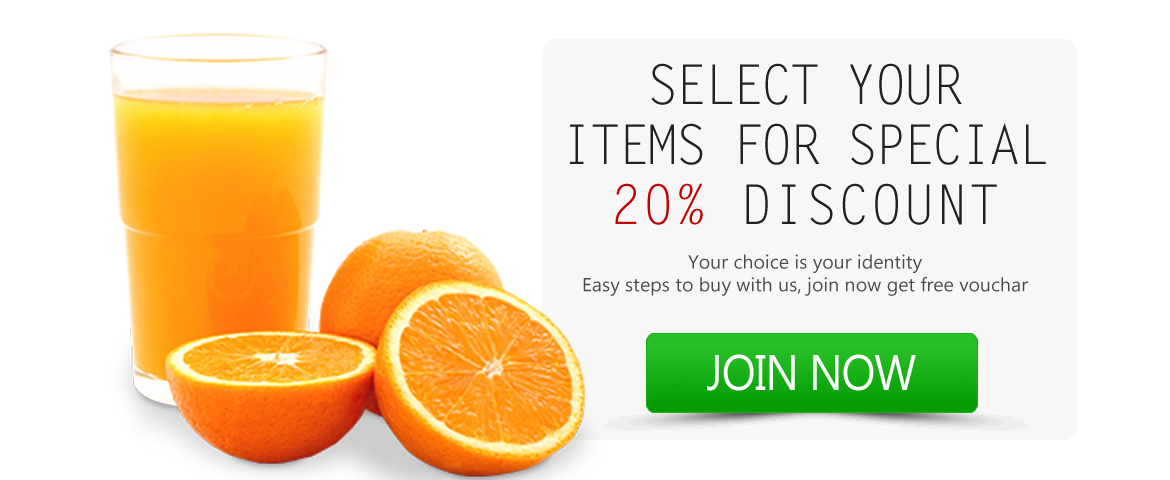 SELECT YOUR
ITEMS FOR SPECIAL
20% DISCOUNT
Your choice is your identity
Easy steps to buy with us, join now get free vouchar
JOIN NOW